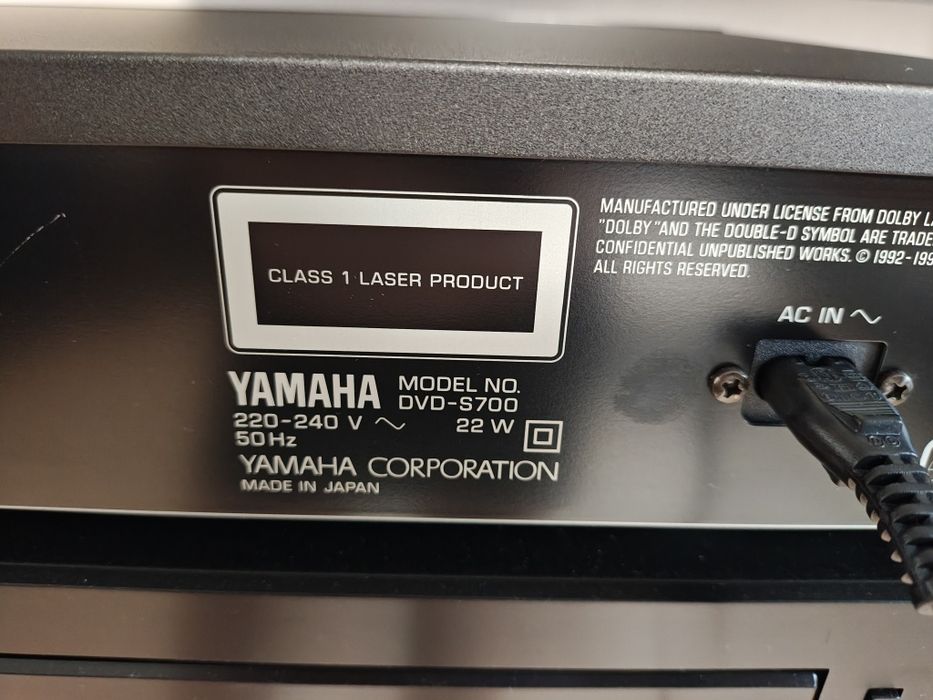 CLASS 1 LASER PRODUCT
MANUFACTURED UNDER LICENSE FROM DOLBY
"DOLBY "AND THE DOUBLE-D SYMBOL ARE
CONFIDENTIAL UNPUBLISHED WORKS. © 1992-
ALL RIGHTS RESERVED.
AC IN
YAMAHA
MODEL NO.
DVD-S700
220-240 V 22 W
50 Hz
YAMAHA CORPORATION
MADE IN JAPAN